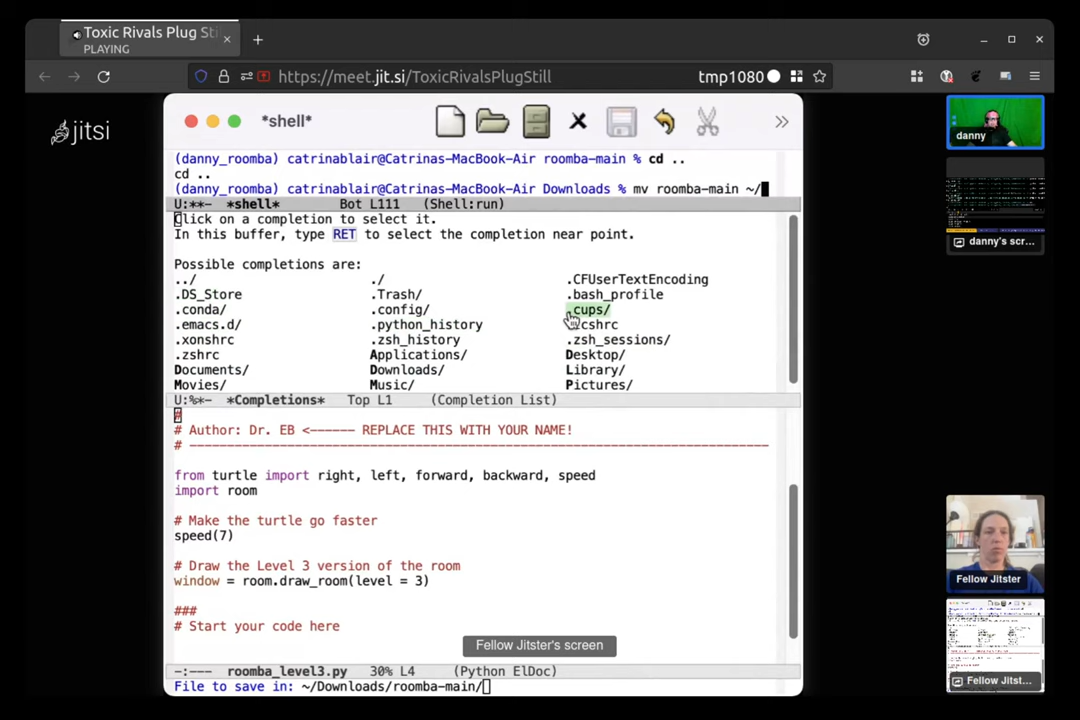 Toxic Rivals Plug Sti
PLAYING
https://meet.jit.si/ToxicRivalsPlugStill
tmp1080
jitsi
*shell*
(danny_roomba) catrinablair@Catrinas-MacBook-Air roomba-main % cd ..
cd ..
(danny_roomba) catrinablair@Catrinas-MacBook-Air Downloads % mv roomba-main ~/
U:**- *shell* Bot L111 (Shell:run)
Click on a completion to select it.
In this buffer, type RET to select the completion near point.
Possible completions are:
../ ./ .CFUserTextEncoding
.DS_Store .Trash/ .bash_profile
.conda/ .config/ .cups/
.emacs.d/ .python_history .cshrc
.xonshrc .zsh_history .zsh_sessions/
.zshrc Applications/ Desktop/
Documents/ Downloads/ Library/
Movies/ Music/ Pictures/
U:%*- *Completions* Top L1 (Completion List)
#
# Author: Dr. EB <------ REPLACE THIS WITH YOUR NAME!
# -----------------------------------------------------------------------------
from turtle import right, left, forward, backward, speed
import room
# Make the turtle go faster
speed(7)
# Draw the Level 3 version of the room
window = room.draw_room(level = 3)
###
# Start your code here
Fellow Jitster's screen
-:--- roomba_level3.py 30% L4 (Python ElDoc)
File to save in: ~/Downloads/roomba-main/
danny
danny's scr...
Fellow Jitster
Fellow Jitst...